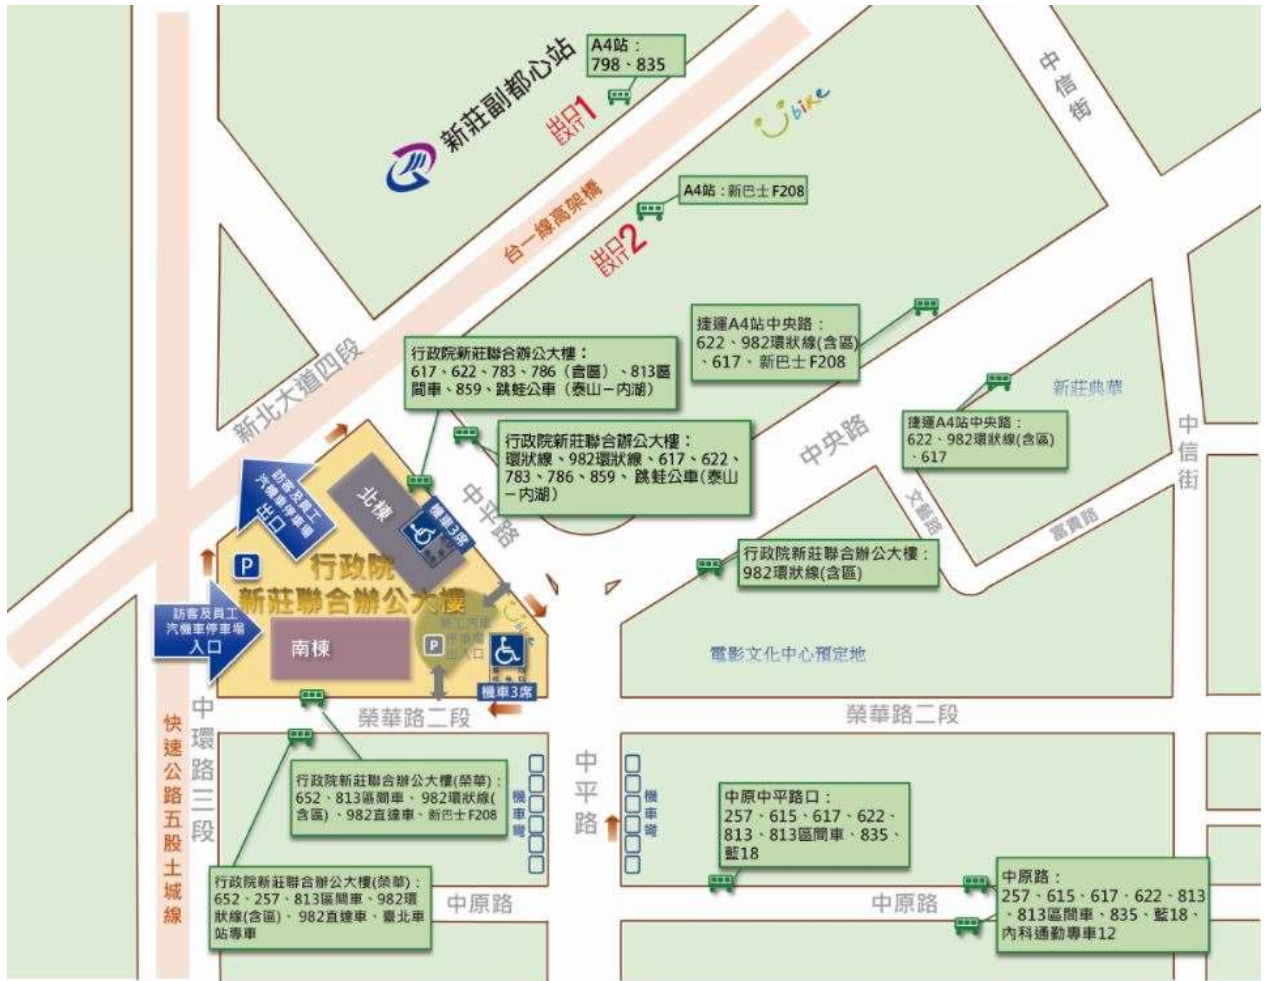 A4站：
798、835
新莊副都心站
出口1
EXIT
Ubike
中信街
A4站：新巴士F208
台一線高架橋
出口2
EXIT
捷運A4站中央路：
622、982環狀線(含區)
、617、新巴士F208
新北大道四段
行政院新莊聯合辦公大樓：
617、622、783、786（會區）、813區
間車、859、跳蛙公車（泰山－內湖）
新莊典華
捷運A4站中央路：
622、982環狀線(含區)
、617
中央路
中信街
行政院新莊聯合辦公大樓：
環狀線、982環狀線、617、622、
783、786、859、跳蛙公車(泰山
－內湖)
訪客及員工
汽機車停車場
出口
北棟
機車3席
中平路
文藝路
富貴路
P
行政院
新莊聯合辦公大樓
行政院新莊聯合辦公大樓：
982環狀線(含區)
訪客及員工
汽機車停車場
入口
南棟
P
出入口
Ubike
機車3席
電影文化中心預定地
榮華路二段
榮華路二段
中環路三段
快速公路五股土城線
行政院新莊聯合辦公大樓(榮華)：
652、813區間車、982環狀線(
含區)、982直達車、新巴士F208
機車彎
中平路
機車彎
中原中平路口：
257、615、617、622、
813、813區間車、835、
藍18
行政院新莊聯合辦公大樓(榮華)：
652、257、813區間車、982環
狀線(含區)、982直達車、臺北車
站專車
中原路
中原路
中原路：
257、615、617、622、813
、813區間車、835、藍18、
內科通勤專車12